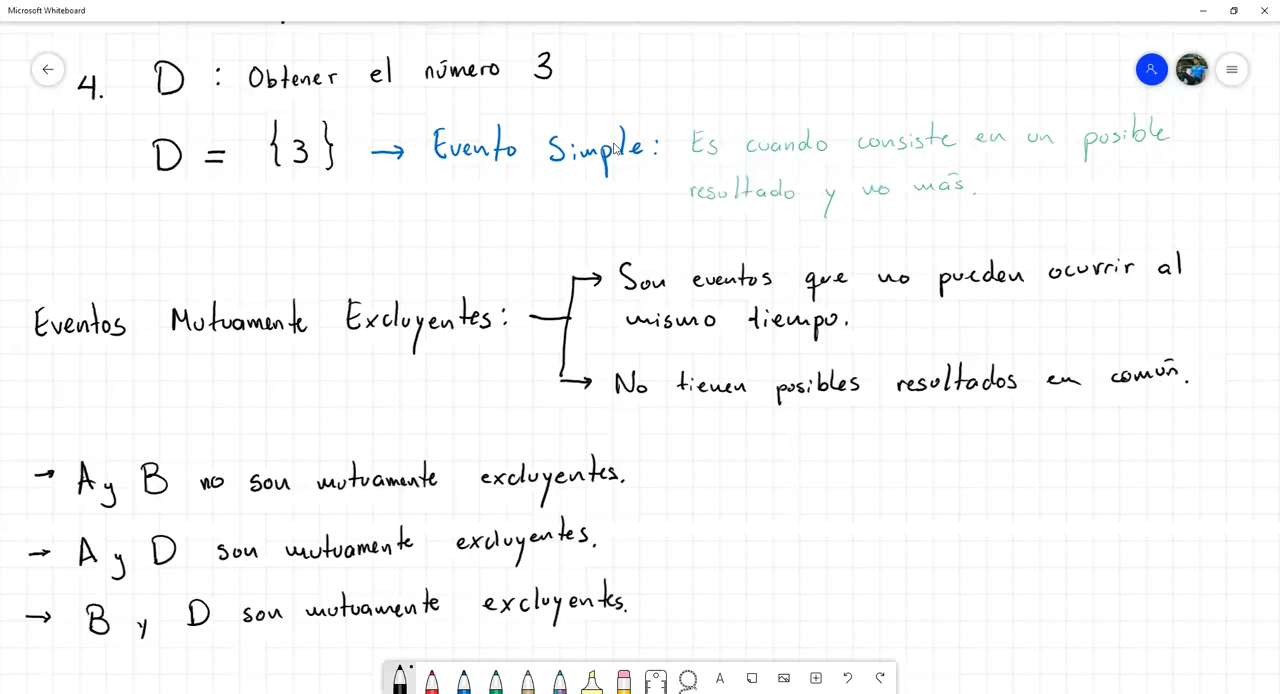 Microsoft Whiteboard
4. D : Obtener el número 3
D = {3} → Evento Simple: Es cuando consiste en un posible
resultado y no más.
Eventos Mutuamente Excluyentes:
→ Son eventos que no pueden ocurrir al
mismo tiempo.
→ No tienen posibles resultados en común.
→ A y B no son mutuamente excluyentes.
→ A y D son mutuamente excluyentes.
→ B y D son mutuamente excluyentes.